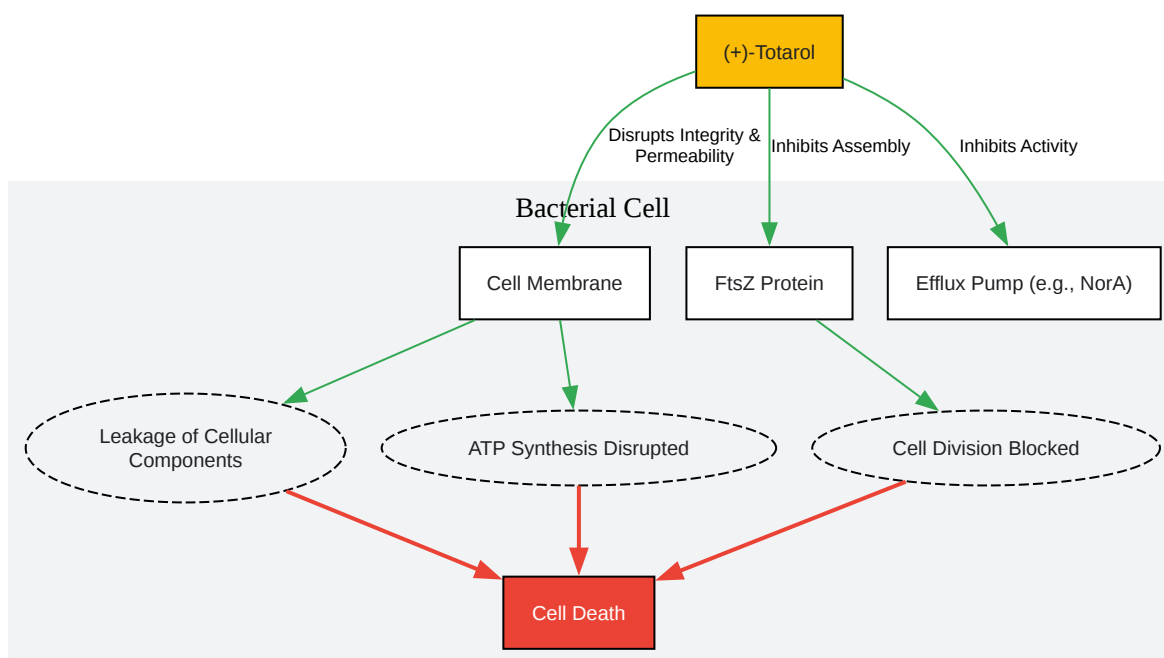 (+)-Totarol
Disrupts Integrity &
Permeability
Inhibits Assembly
Inhibits Activity
Bacterial Cell
Cell Membrane
FtsZ Protein
Efflux Pump (e.g., NorA)
Leakage of Cellular
Components
ATP Synthesis Disrupted
Cell Division Blocked
Cell Death